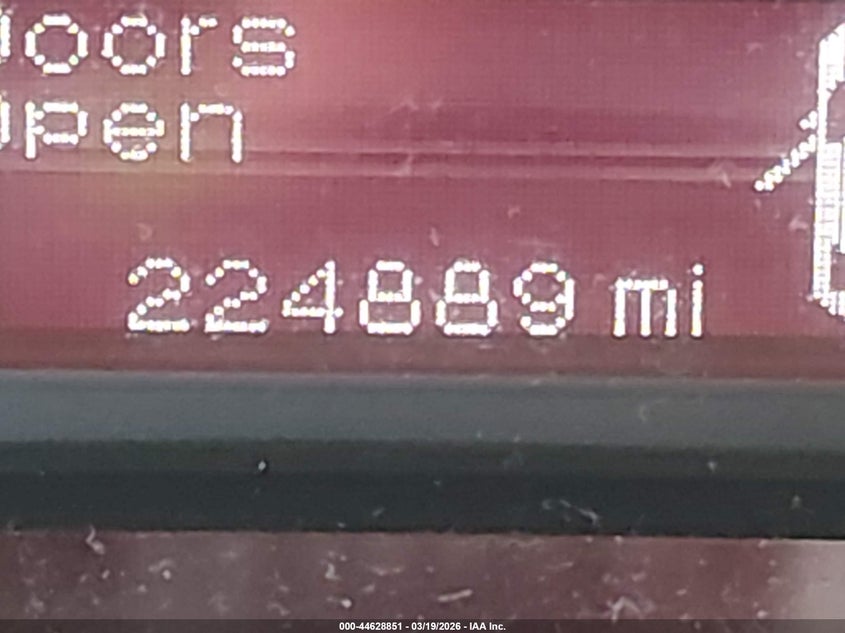 oors
pen
224889 mi
000-44628851 - 03/19/2026 - IAA Inc.